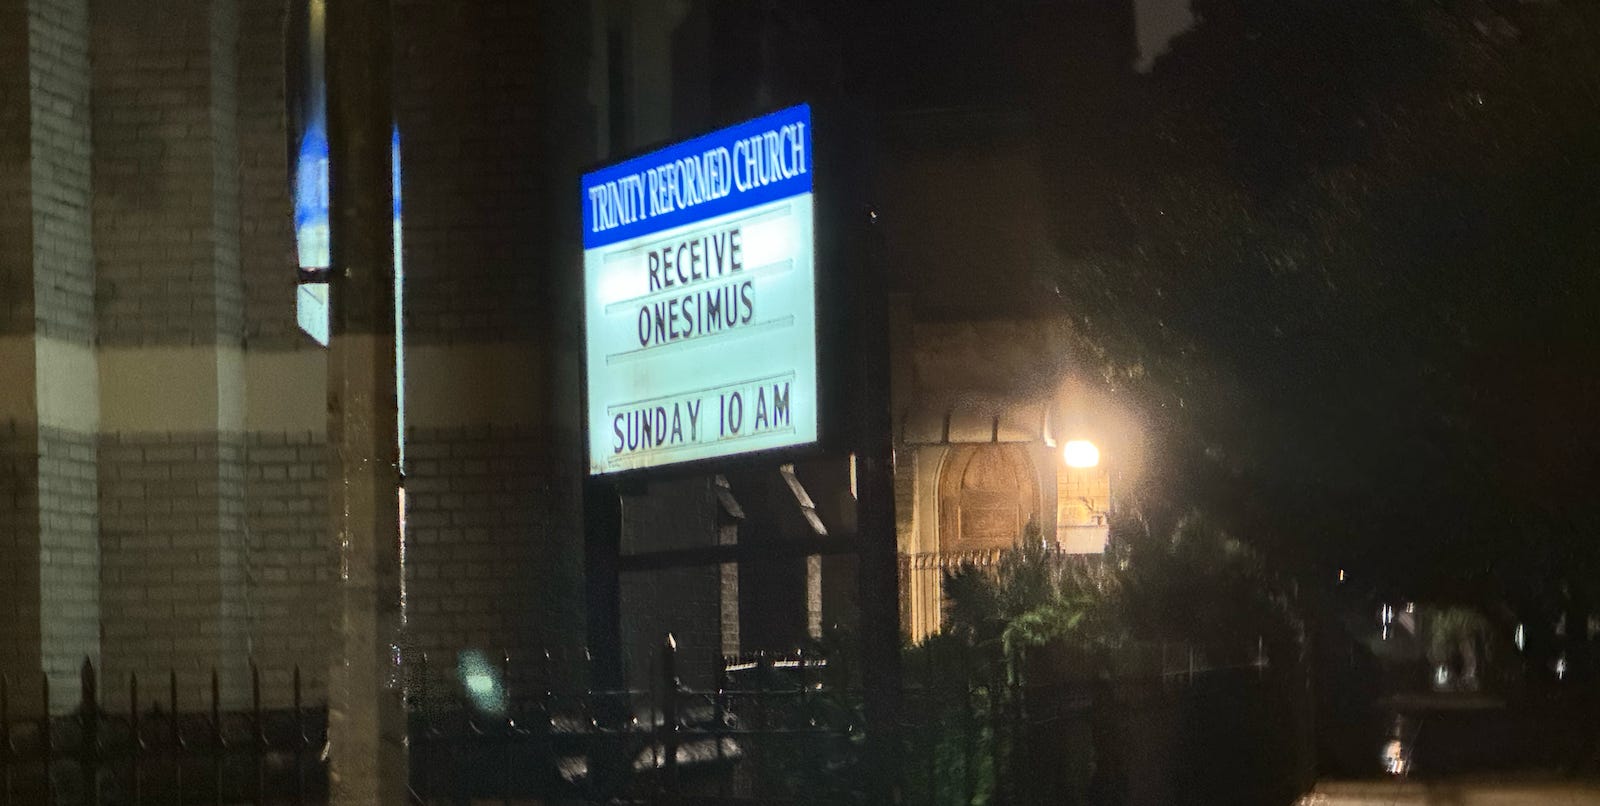 TRINITY REFORMED CHURCH
RECEIVE
ONESIMUS
SUNDAY 10 AM